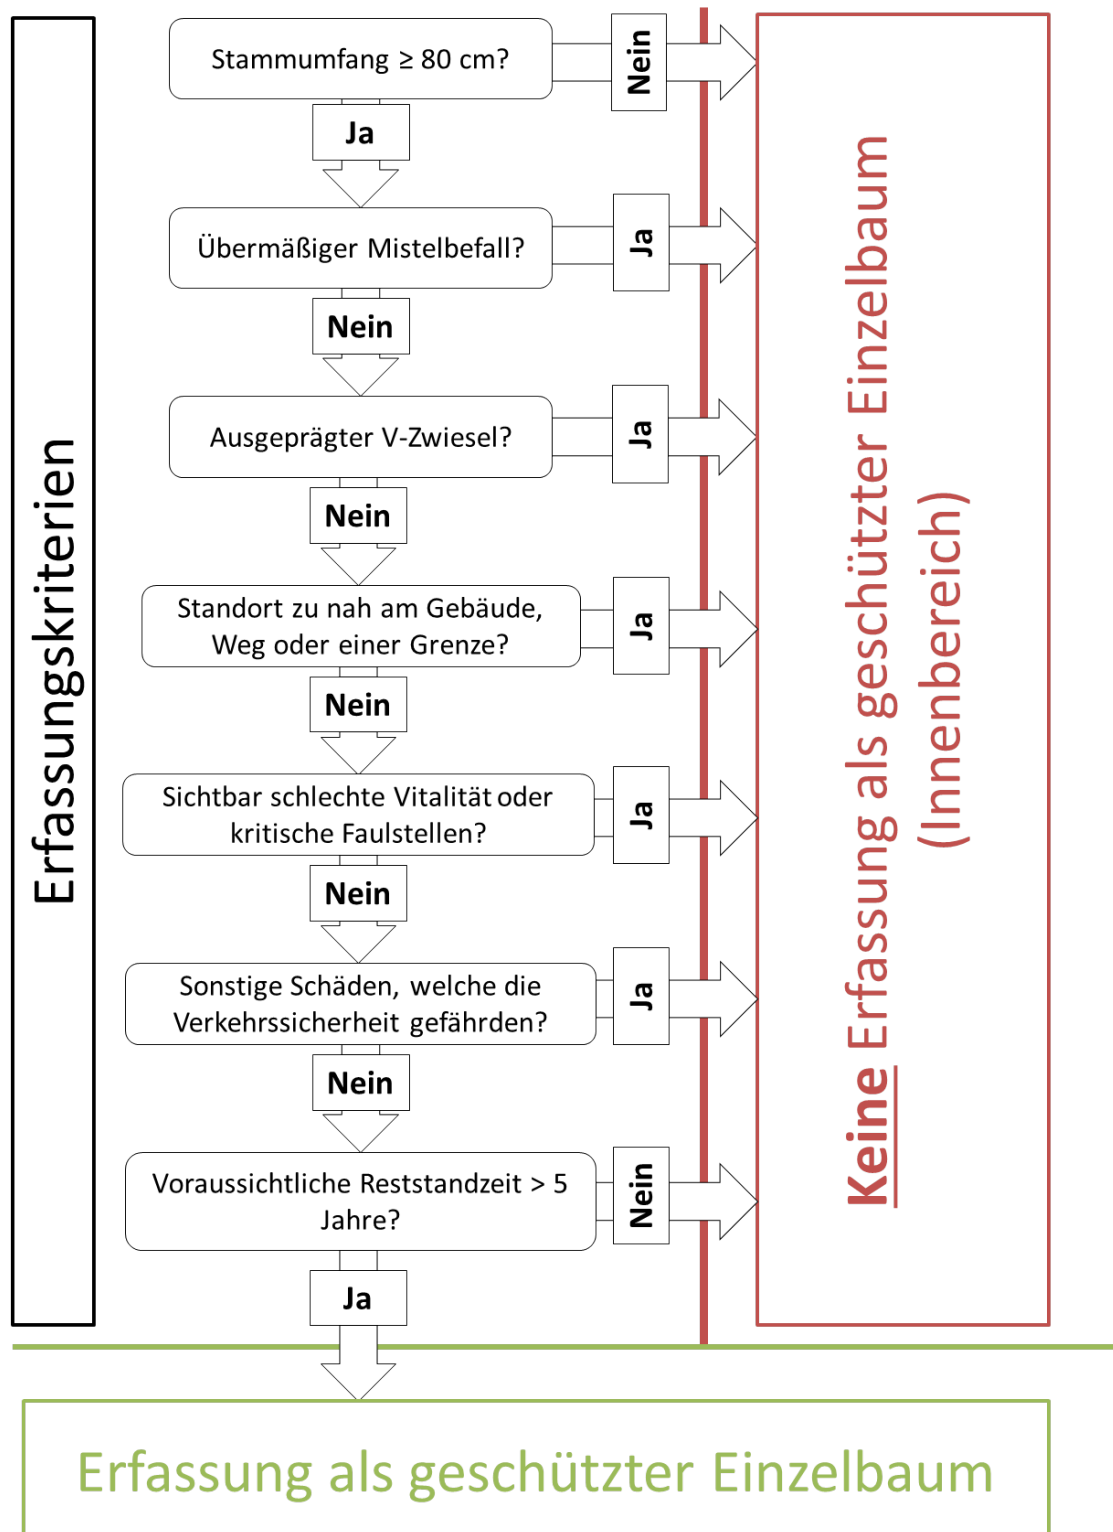 Erfassungskriterien
Stammumfang ≥ 80 cm?
Nein
Ja
Übermäßiger Mistelbefall?
Ja
Nein
Ausgeprägter V-Zwiesel?
Ja
Nein
Standort zu nah am Gebäude,
Weg oder einer Grenze?
Ja
Nein
Sichtbar schlechte Vitalität oder
kritische Faulstellen?
Ja
Nein
Sonstige Schäden, welche die
Verkehrssicherheit gefährden?
Ja
Nein
Voraussichtliche Reststandzeit > 5
Jahre?
Nein
Ja
Keine Erfassung als geschützter Einzelbaum
(Innenbereich)
Erfassung als geschützter Einzelbaum